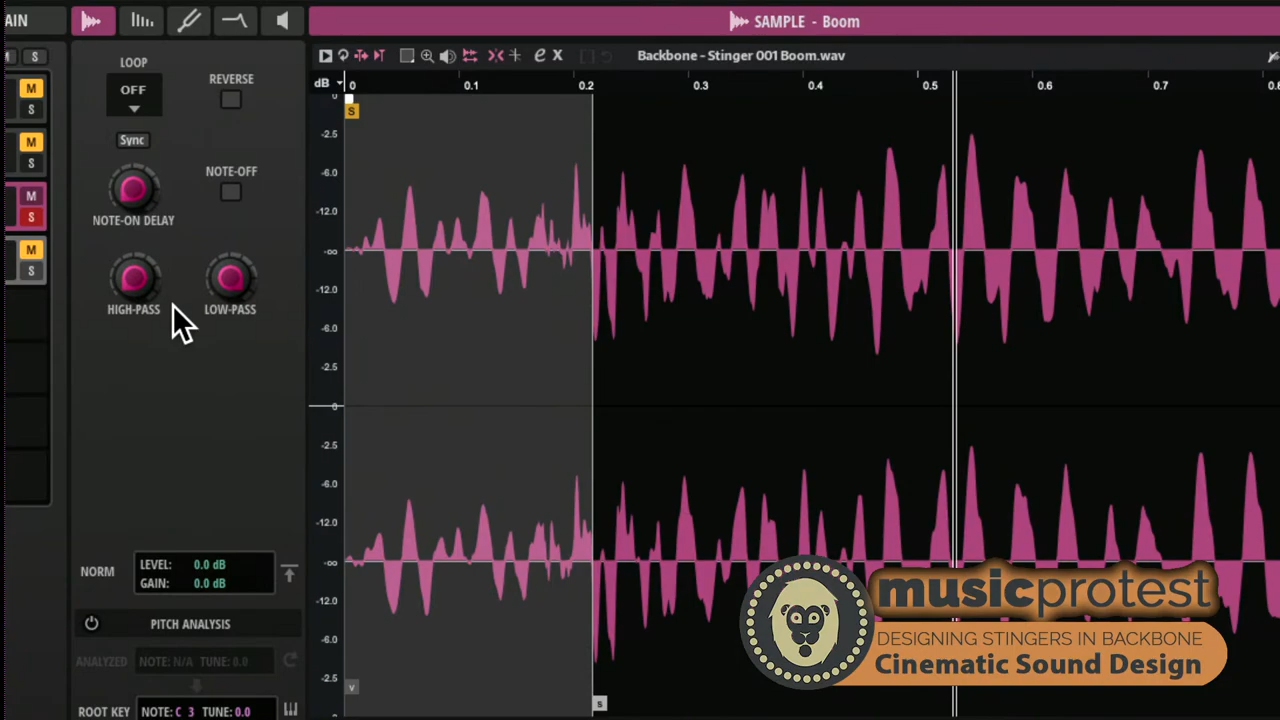 AIN
SAMPLE - Boom
LOOP
OFF
REVERSE
Sync
NOTE-ON DELAY
NOTE-OFF
HIGH-PASS
LOW-PASS
M
S
M
S
M
S
M
S
S
Backbone - Stinger 001 Boom.wav
e X
dB 0 0.1 0.2 0.3 0.4 0.5 0.6 0.7 0.8
0
S
-2.5
-6.0
-12.0
-∞
-12.0
-6.0
-2.5
0
-2.5
-6.0
-12.0
-∞
-12.0
-6.0
-2.5
v
s
NORM
LEVEL: 0.0 dB
GAIN: 0.0 dB
PITCH ANALYSIS
ANALYZED NOTE: N/A TUNE: 0.0
ROOT KEY NOTE: C 3 TUNE: 0.0
musicprotest
DESIGNING STINGERS IN BACKBONE
Cinematic Sound Design